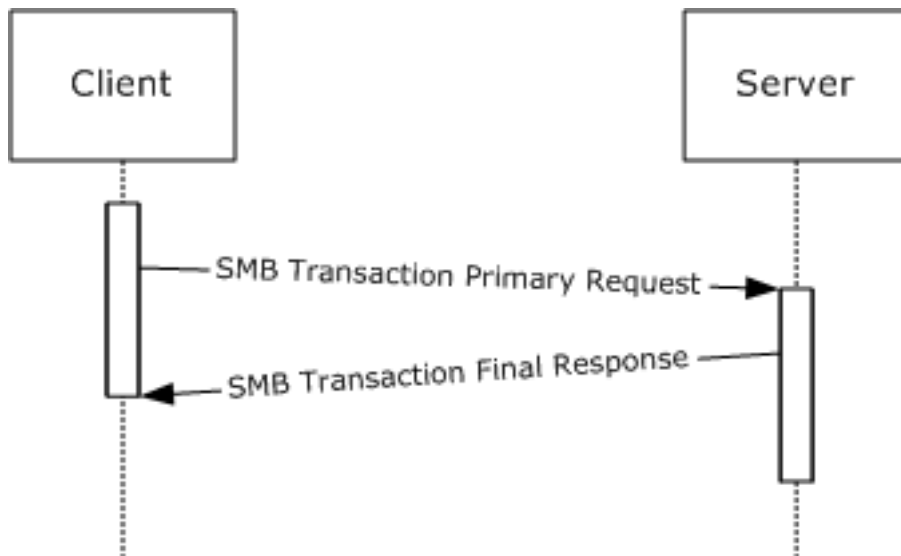 Client
Server
SMB Transaction Primary Request
SMB Transaction Final Response